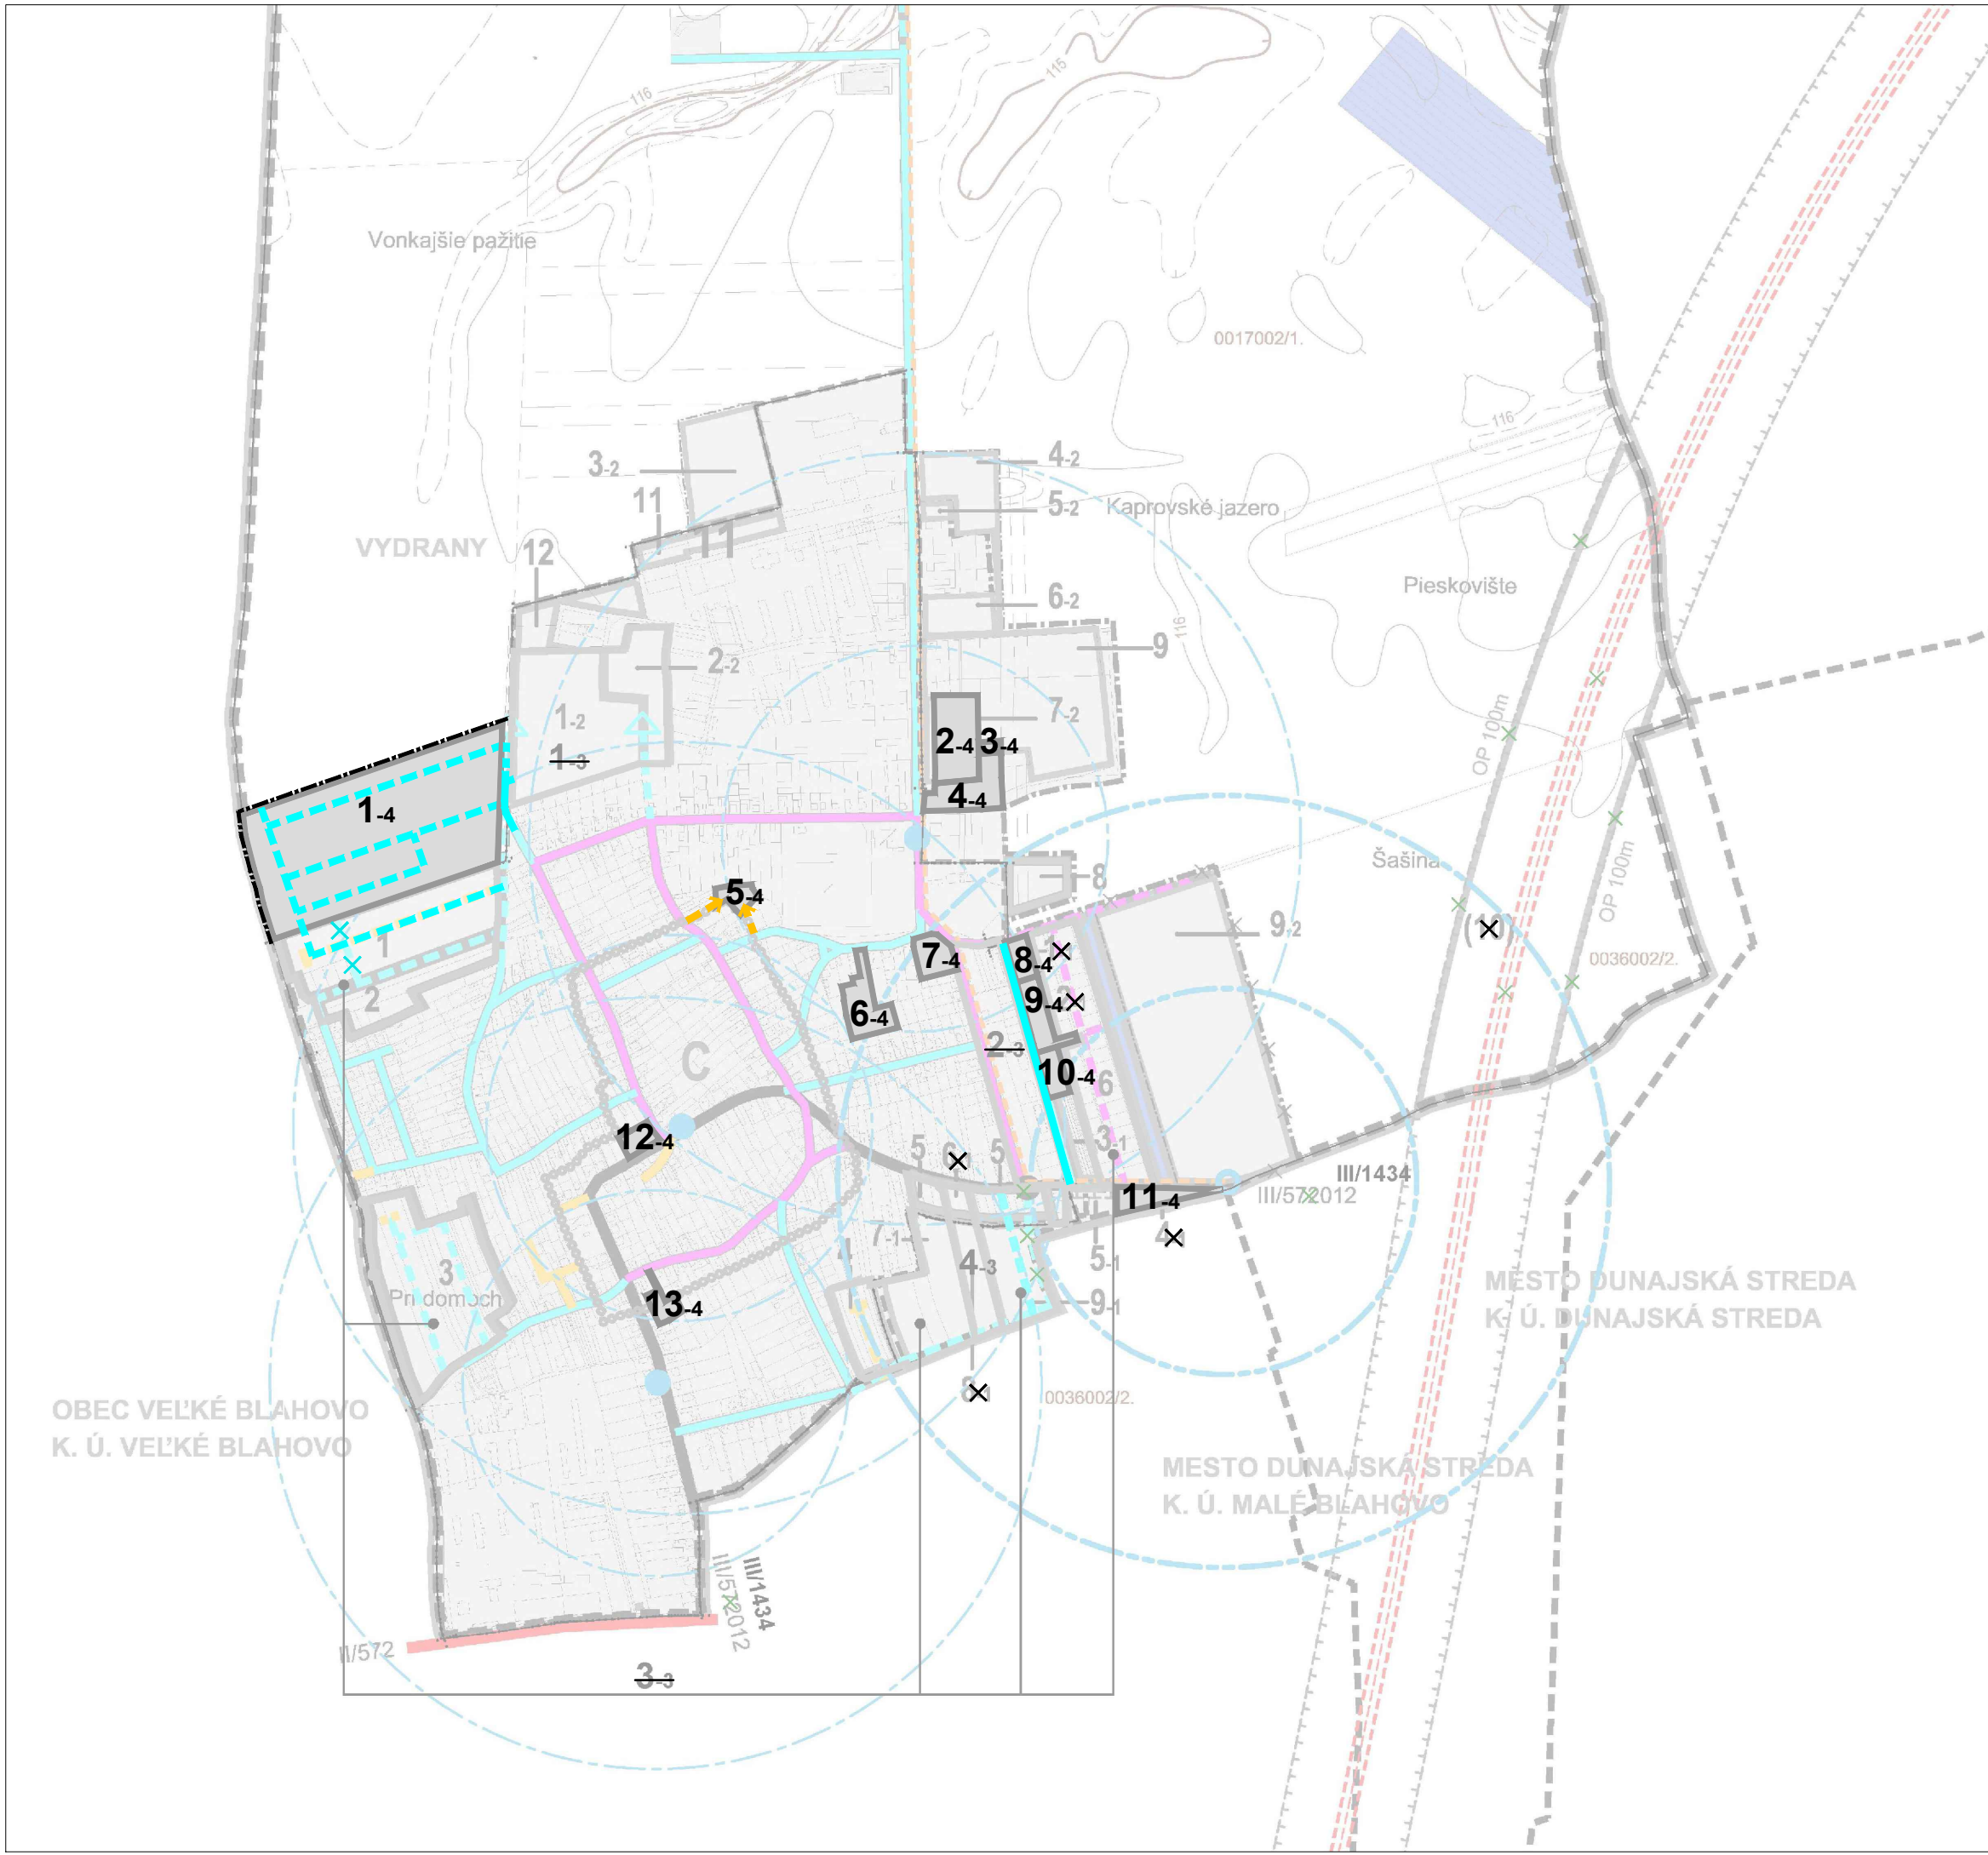 116
115
Vonkajšie pažitie
0017002/1.
116
3-2
4-2
11
5-2
Kaprovské jazero
VYDRANY
12
11
Pieskovište
6-2
116
9
2-2
1-2
7-2
1-3
2-4
3-4
OP 100m
1-4
4-4
Šašina
8
OP 100m
5-4
9-2
(10)
1
7-4
8-4
0036002/2.
2
6-4
9-4
2-3
C
10-4
6
12-4
5
5
3-1
III/1434
11-4
III/572012
7-1
3
4-3
5-1
Pri domoch
13-4
9-1
MESTO DUNAJSKÁ STREDA
K. Ú. DUNAJSKÁ STREDA
OBEC VEĽKÉ BLAHOVO
K. Ú. VEĽKÉ BLAHOVO
0036002/2.
MESTO DUNAJSKÁ STREDA
K. Ú. MALÉ BLAHOVO
III/1434
III/572012
II/572
3-3